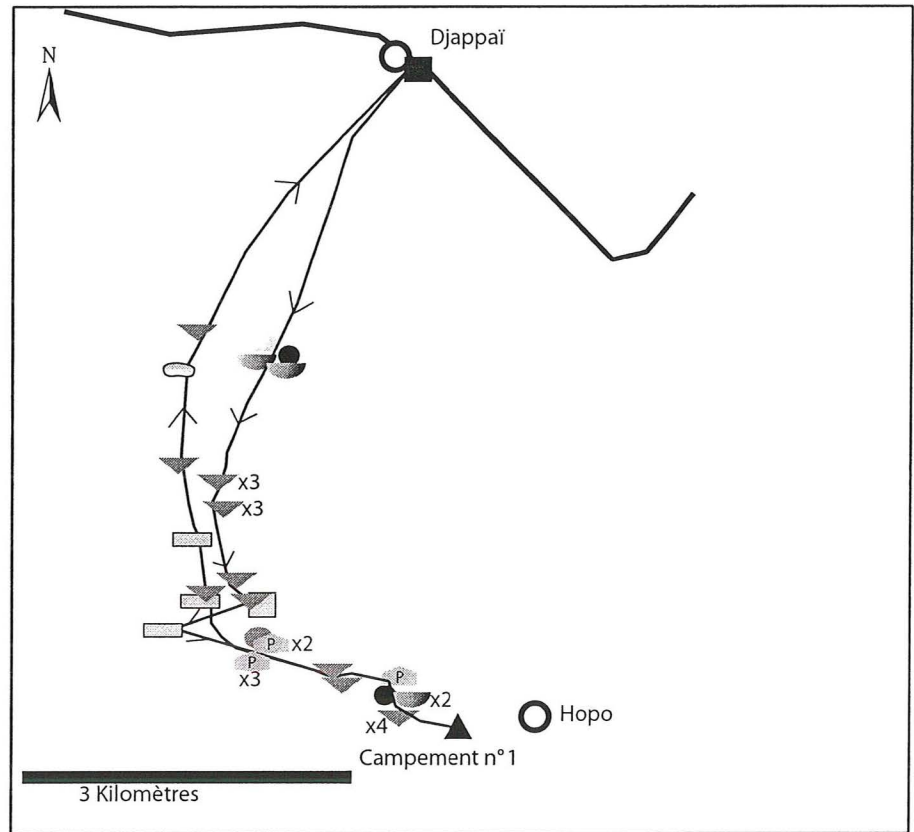 Djappaï
N
x3
x3
P
x2
P
x3
P
x2
x4
Hopo
Campement n°1
3 Kilomètres